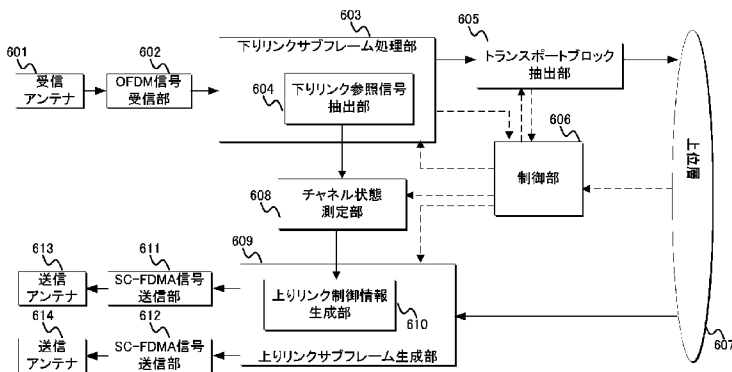 603
605
601
602
下りリンクサブフレーム処理部
トランスポートブロック
抽出部
受信
アンテナ
OFDM信号
受信部
604
下りリンク参照信号
抽出部
606
制御部
上位層
チャネル状態
測定部
608
609
613
611
送信
アンテナ
SC-FDMA信号
送信部
上りリンク制御情報
生成部
610
614
612
送信
アンテナ
SC-FDMA信号
送信部
上りリンクサブフレーム生成部
607